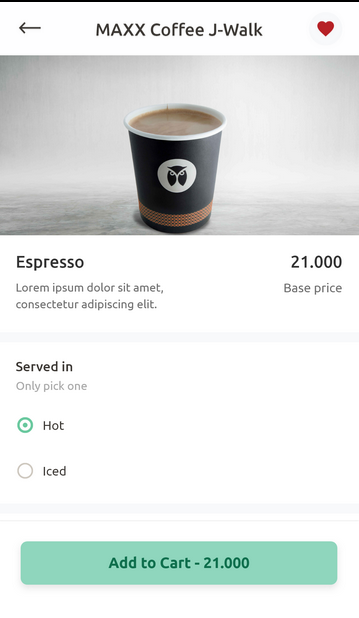 MAXX Coffee J-Walk
Espresso
21.000
Lorem ipsum dolor sit amet,
consectetur adipiscing elit.
Base price
Served in
Only pick one
Hot
Iced
Add to Cart - 21.000